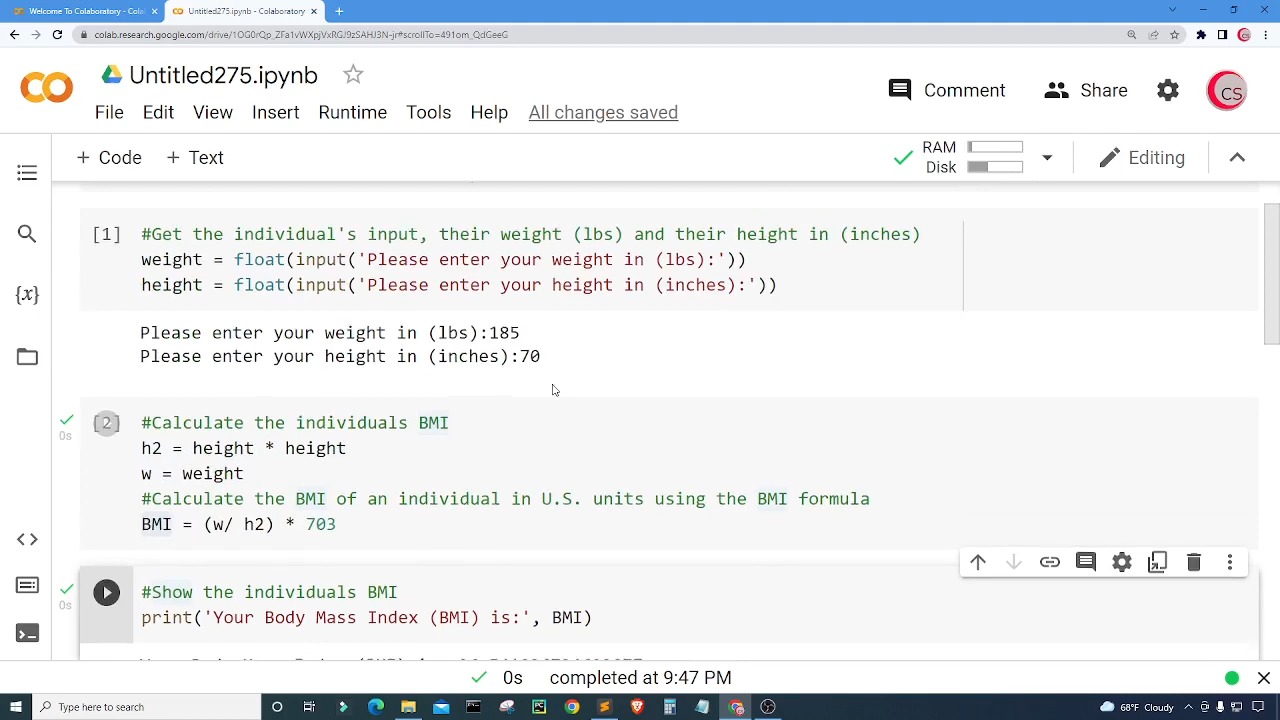 Welcome To Colaboratory - Colal
Untitled275.ipynb - Colaboratory
colab.research.google.com/drive/
Untitled275.ipynb
Comment
Share
CS
File Edit View Insert Runtime Tools Help All changes saved
+ Code + Text
RAM
Disk
Editing
[1] #Get the individual's input, their weight (lbs) and their height in (inches)
weight = float(input('Please enter your weight in (lbs):'))
height = float(input('Please enter your height in (inches):'))
Please enter your weight in (lbs):185
Please enter your height in (inches):70
[2] #Calculate the individuals BMI
0s
h2 = height * height
w = weight
#Calculate the BMI of an individual in U.S. units using the BMI formula
BMI = (w/ h2) * 703
#Show the individuals BMI
0s
print('Your Body Mass Index (BMI) is:', BMI)
0s completed at 9:47 PM
Type here to search
68°F Cloudy